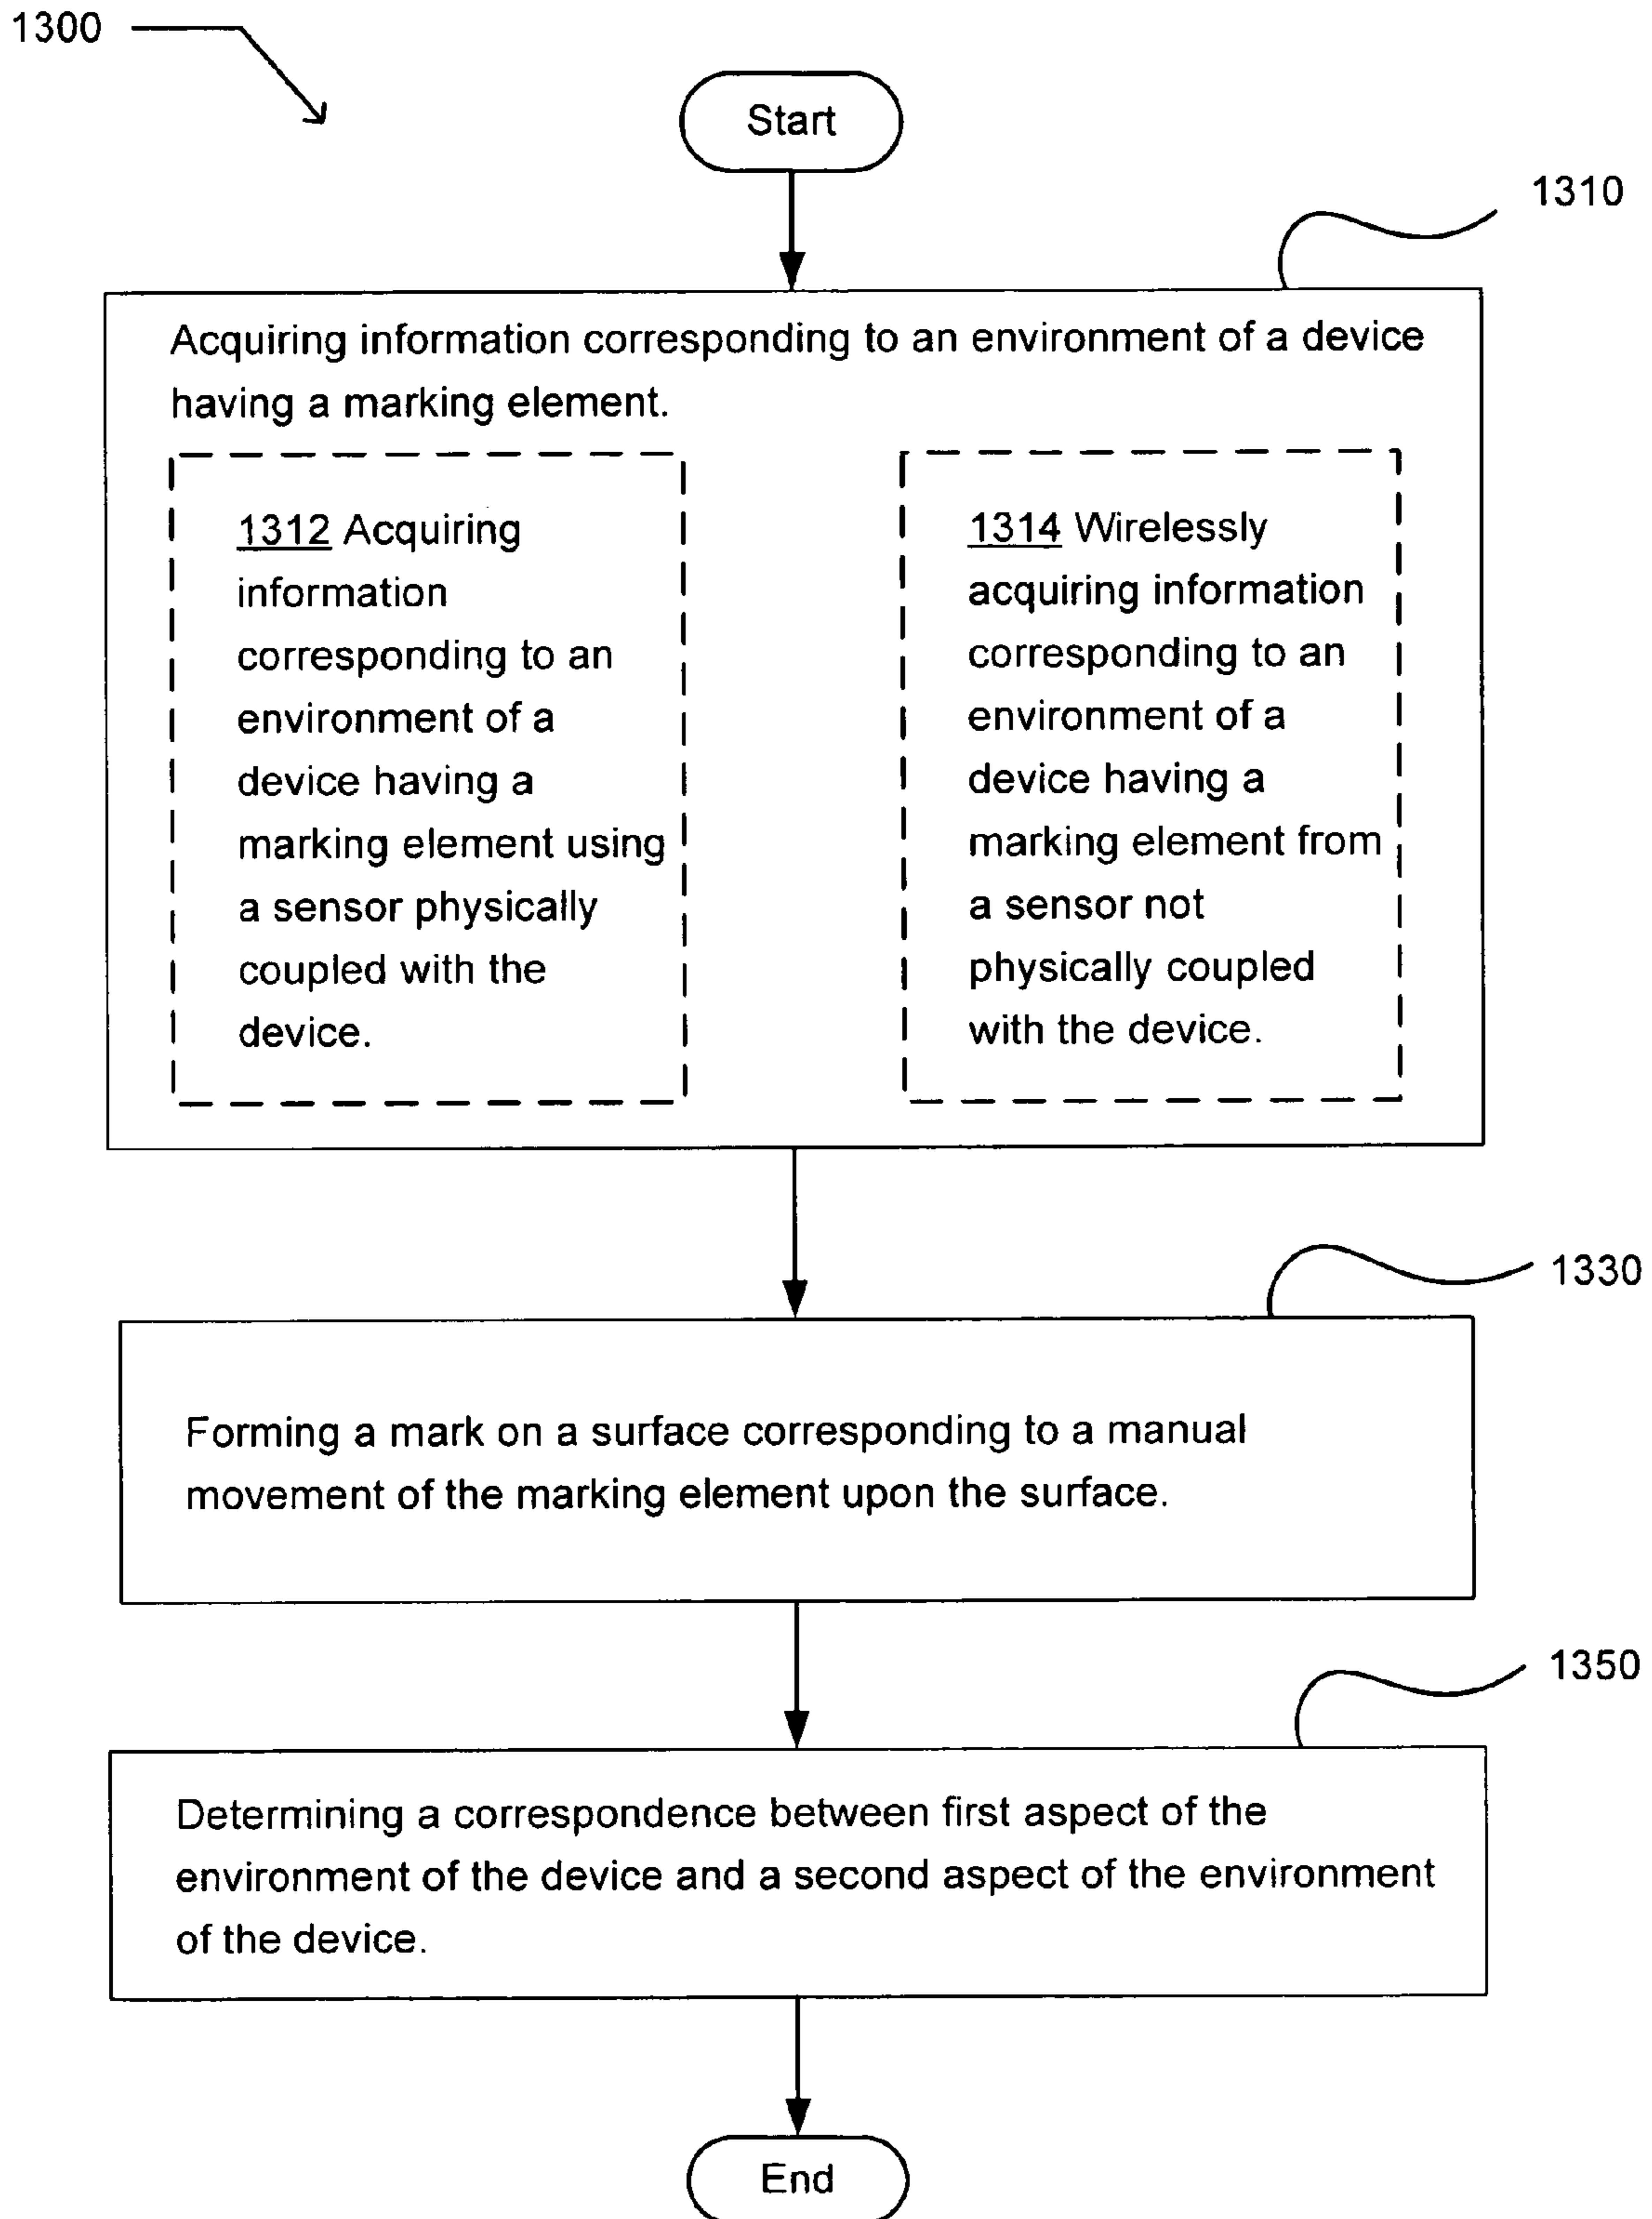 1300
Start
1310
Acquiring information corresponding to an environment of a device
having a marking element.
1312 Acquiring
information
corresponding to an
environment of a
device having a
marking element using
a sensor physically
coupled with the
device.
1314 Wirelessly
acquiring information
corresponding to an
environment of a
device having a
marking element from
a sensor not
physically coupled
with the device.
1330
Forming a mark on a surface corresponding to a manual
movement of the marking element upon the surface.
1350
Determining a correspondence between first aspect of the
environment of the device and a second aspect of the environment
of the device.
End